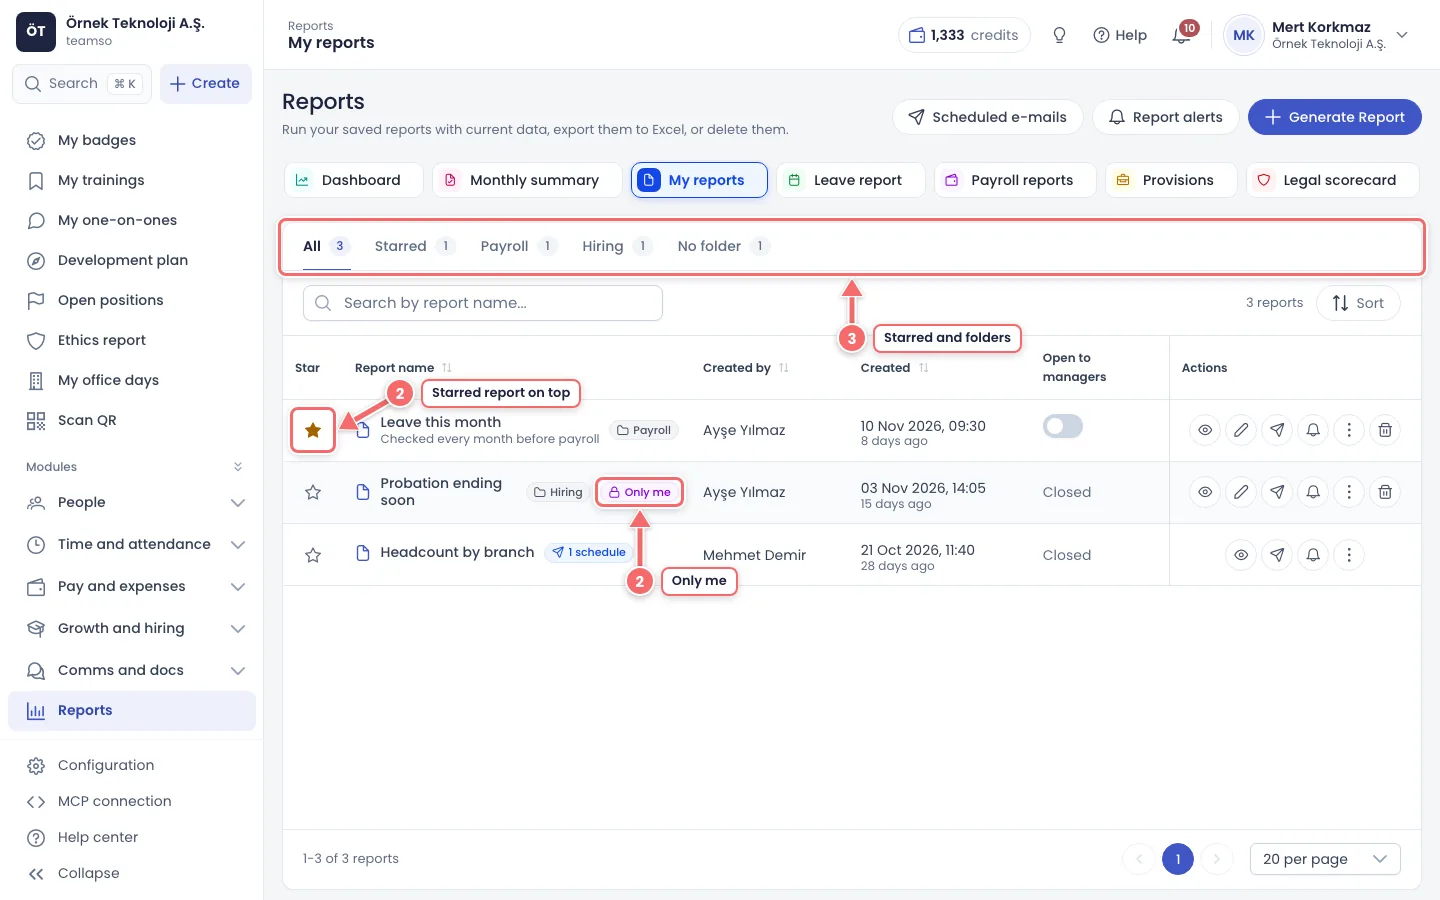 ÖT
Örnek Teknoloji A.Ş.
teamso
Search ⌘ K
Create
My badges
My trainings
My one-on-ones
Development plan
Open positions
Ethics report
My office days
Scan QR
Modules
People
Time and attendance
Pay and expenses
Growth and hiring
Comms and docs
Reports
Configuration
MCP connection
Help center
Collapse
Reports
My reports
1,333 credits
Help
10
MK
Mert Korkmaz
Örnek Teknoloji A.Ş.
Reports
Run your saved reports with current data, export them to Excel, or delete them.
Scheduled e-mails
Report alerts
Generate Report
Dashboard
Monthly summary
My reports
Leave report
Payroll reports
Provisions
Legal scorecard
All 3
Starred 1
Payroll 1
Hiring 1
No folder 1
Search by report name...
3 Starred and folders
3 reports
Sort
Star
Report name
Created by
Created
Open to managers
Actions
2 Starred report on top
Leave this month
Checked every month before payroll
Payroll
Ayşe Yılmaz
10 Nov 2026, 09:30
8 days ago
Probation ending soon
Hiring
Only me
Ayşe Yılmaz
03 Nov 2026, 14:05
15 days ago
Closed
Headcount by branch
1 schedule
Mehmet Demir
21 Oct 2026, 11:40
28 days ago
Closed
2 Only me
1-3 of 3 reports
1
20 per page